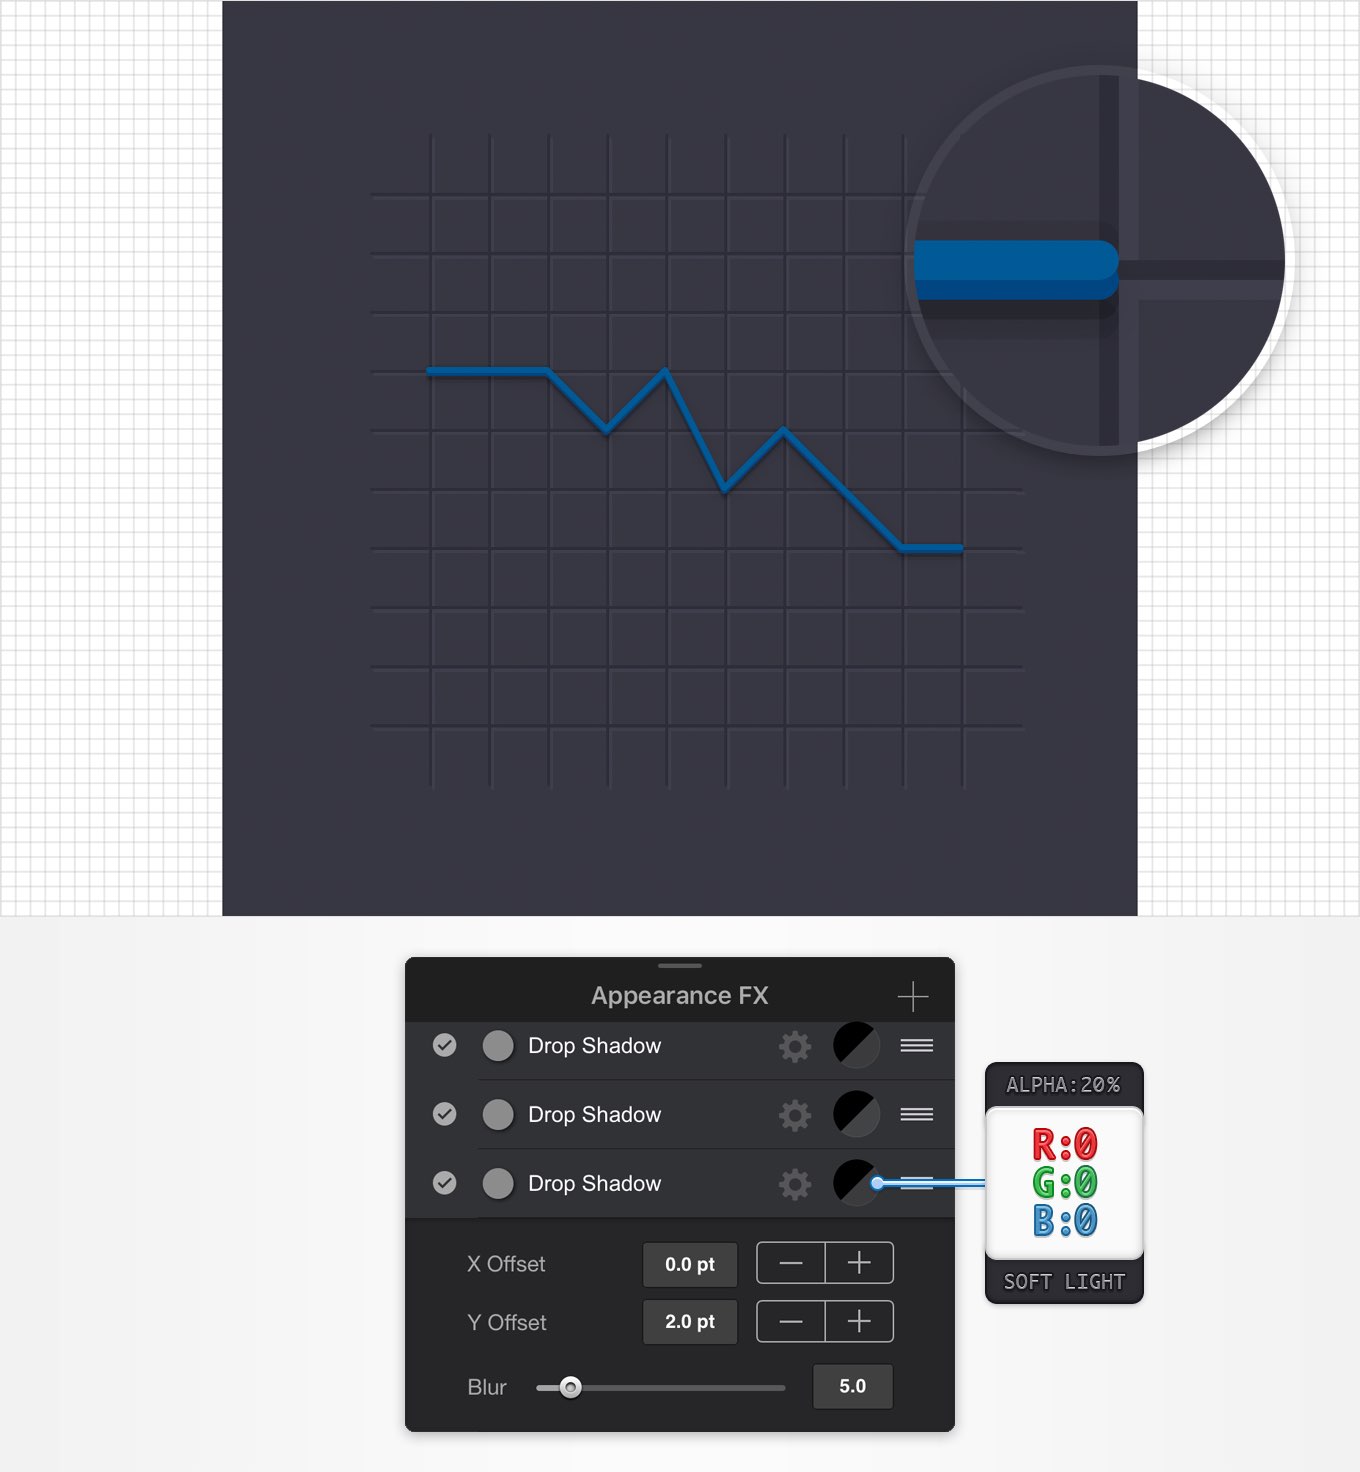 Appearance FX
Drop Shadow
Drop Shadow
Drop Shadow
X Offset 0.0 pt
Y Offset 2.0 pt
Blur 5.0
ALPHA:20%
R:0
G:0
B:0
SOFT LIGHT